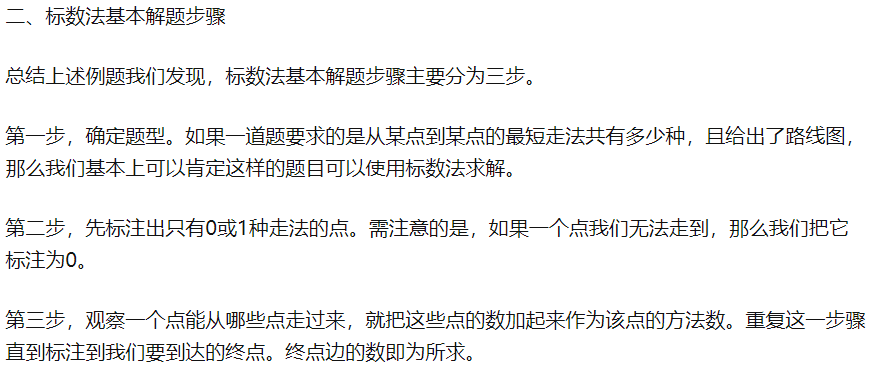 二、标数法基本解题步骤
总结上述例题我们发现，标数法基本解题步骤主要分为三步。
第一步，确定题型。如果一道题要求的是从某点到某点的最短走法共有多少种，且给出了路线图，
那么我们基本上可以肯定这样的题目可以使用标数法求解。
第二步，先标注出只有0或1种走法的点。需注意的是，如果一个点我们无法走到，那么我们把它
标注为0。
第三步，观察一个点能从哪些点走过来，就把这些点的数加起来作为该点的方法数。重复这一步骤
直到标注到我们要到达的终点。终点边的数即为所求。